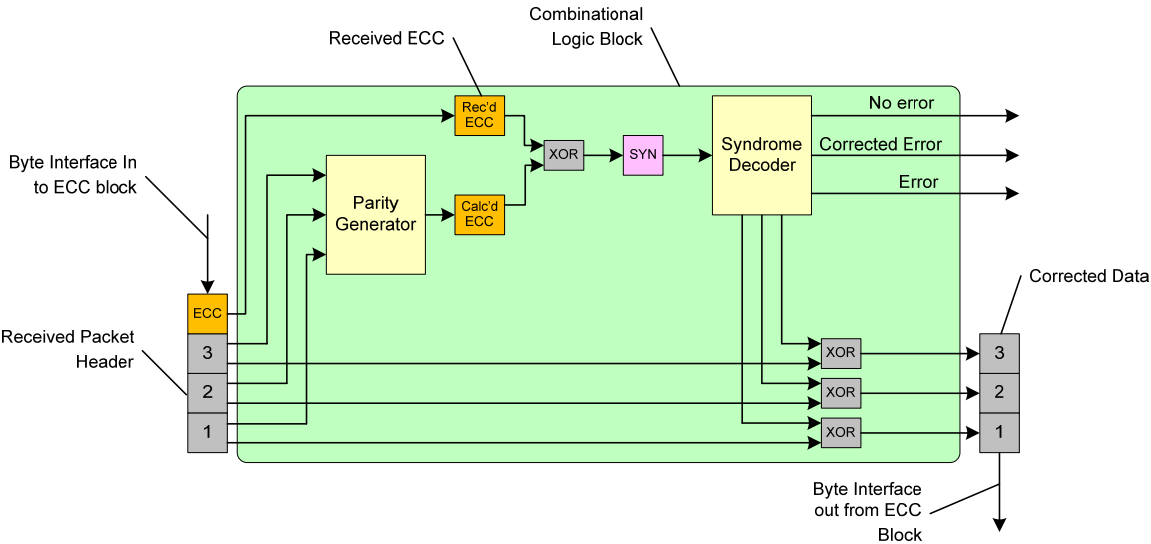 Combinational
Logic Block
Received ECC
Rec'd
ECC
No error
XOR
SYN
Syndrome
Decoder
Corrected Error
Error
Byte Interface In
to ECC block
Parity
Generator
Calc'd
ECC
ECC
Corrected Data
Received Packet
Header
3
XOR
3
2
XOR
2
1
XOR
1
Byte Interface
out from ECC
Block